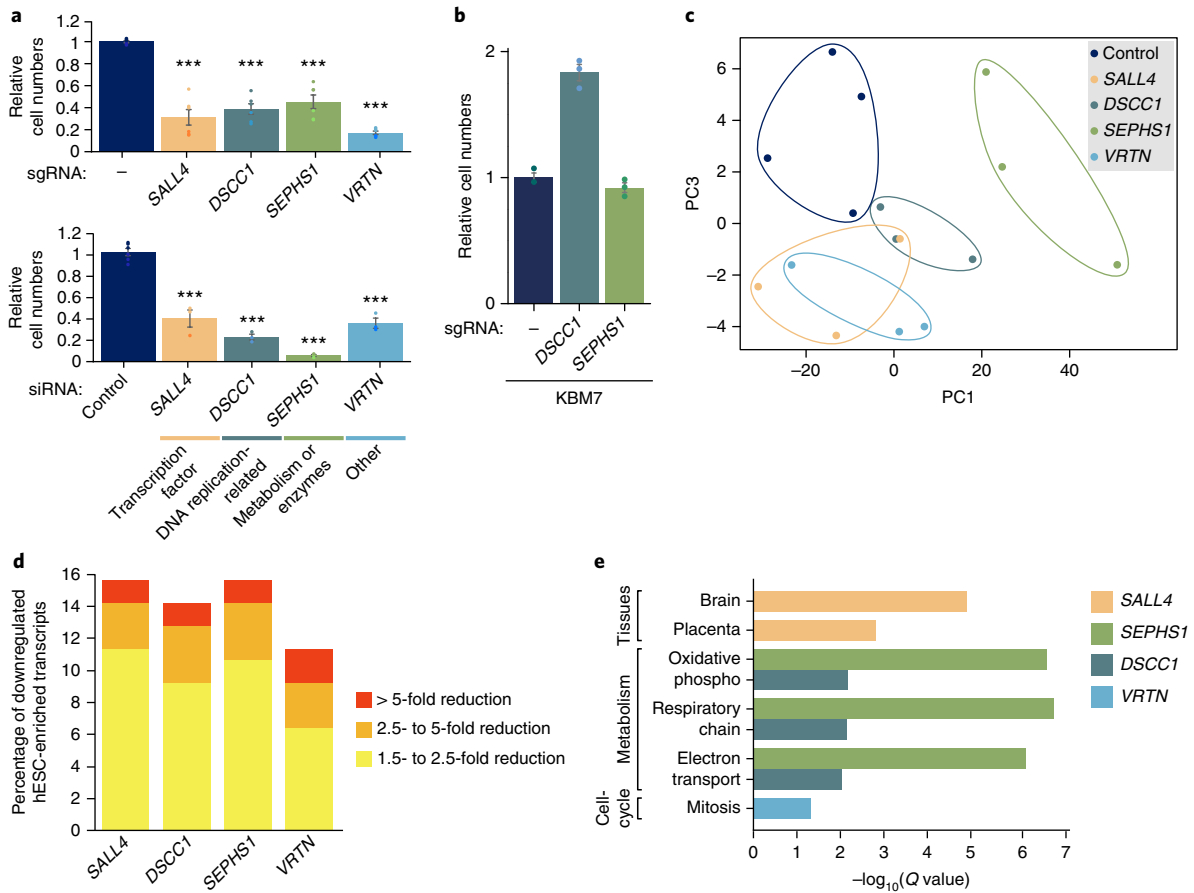 a
1.2
1
0.8
0.6
0.4
0.2
0
Relative
cell numbers
***
***
***
***
sgRNA:
–
SALL4
DSCC1
SEPHS1
VRTN
1.2
1
0.8
0.6
0.4
0.2
0
Relative
cell numbers
***
***
***
***
siRNA:
Control
SALL4
DSCC1
SEPHS1
VRTN
Transcription
factor
DNA replication-
related
Metabolism or
enzymes
Other
b
2
1
0
Relative cell numbers
sgRNA:
–
DSCC1
SEPHS1
KBM7
c
6
4
2
0
−2
−4
PC3
−20
0
20
40
PC1
Control
SALL4
DSCC1
SEPHS1
VRTN
d
16
14
12
10
8
6
4
2
0
Percentage of downregulated
hESC-enriched transcripts
SALL4
DSCC1
SEPHS1
VRTN
> 5-fold reduction
2.5- to 5-fold reduction
1.5- to 2.5-fold reduction
e
Tissues
Brain
Placenta
Metabolism
Oxidative
phospho
Respiratory
chain
Electron
transport
Cell-
cycle
Mitosis
0
1
2
3
4
5
6
7
−log10(Q value)
SALL4
SEPHS1
DSCC1
VRTN